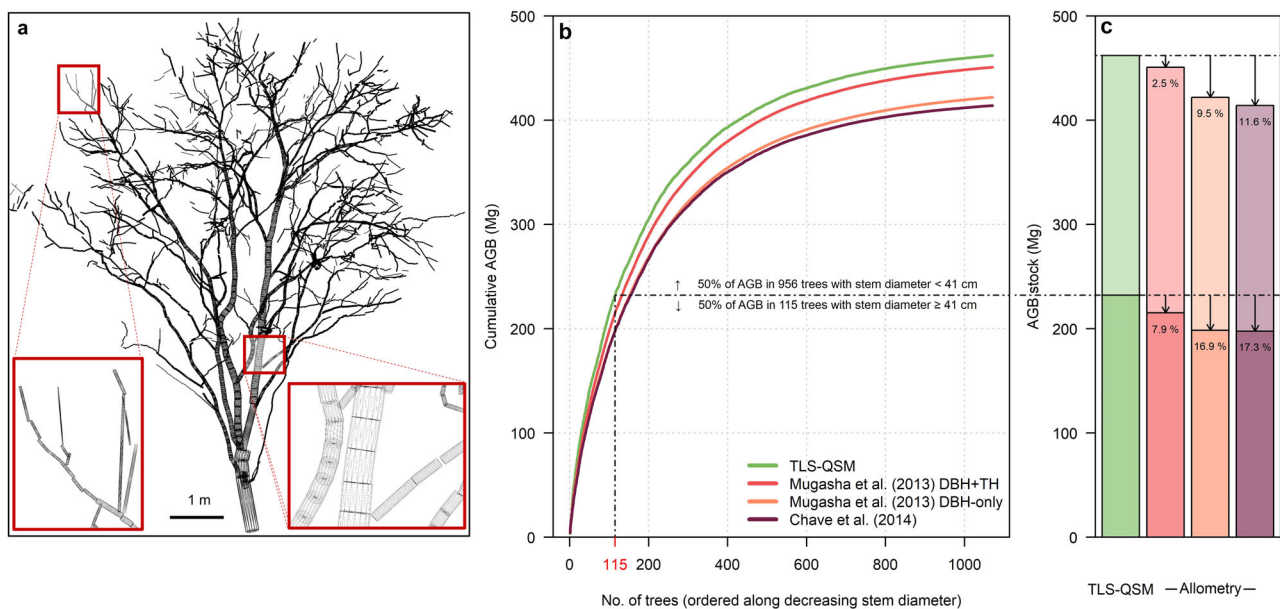 a
1 m
b
500
400
300
200
100
0
Cumulative AGB (Mg)
↑ 50% of AGB in 956 trees with stem diameter < 41 cm
↓ 50% of AGB in 115 trees with stem diameter ≥ 41 cm
TLS-QSM
Mugasha et al. (2013) DBH+TH
Mugasha et al. (2013) DBH-only
Chave et al. (2014)
0 115 200 400 600 800 1000
No. of trees (ordered along decreasing stem diameter)
c
500
400
300
200
100
0
AGB stock (Mg)
2.5 %
9.5 %
11.6 %
7.9 %
16.9 %
17.3 %
TLS-QSM —Allometry—